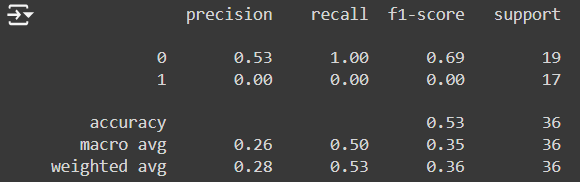 precision recall f1-score support
0 0.53 1.00 0.69 19
1 0.00 0.00 0.00 17
accuracy 0.53 36
macro avg 0.26 0.50 0.35 36
weighted avg 0.28 0.53 0.36 36